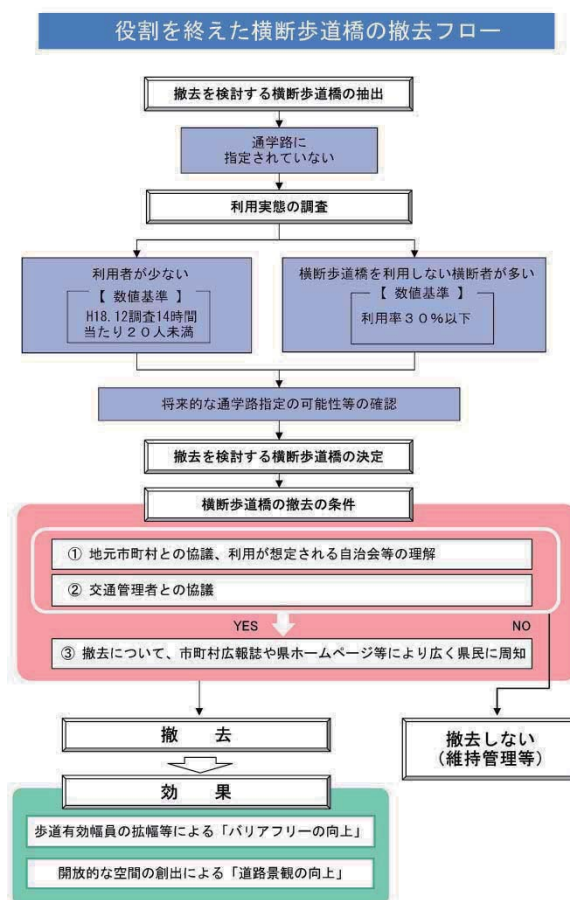 役割を終えた横断歩道橋の撤去フロー
撤去を検討する横断歩道橋の抽出
通学路に
指定されていない
利用実態の調査
利用者が少ない
【 数値基準 】
H18.12調査14時間
当たり20人未満
横断歩道橋を利用しない横断者が多い
【 数値基準 】
利用率30%以下
将来的な通学路指定の可能性等の確認
撤去を検討する横断歩道橋の決定
横断歩道橋の撤去の条件
① 地元市町村との協議、利用が想定される自治会等の理解
② 交通管理者との協議
YES
NO
③ 撤去について、市町村広報誌や県ホームページ等により広く県民に周知
撤 去
撤去しない
(維持管理等)
効 果
歩道有効幅員の拡幅等による「バリアフリーの向上」
開放的な空間の創出による「道路景観の向上」